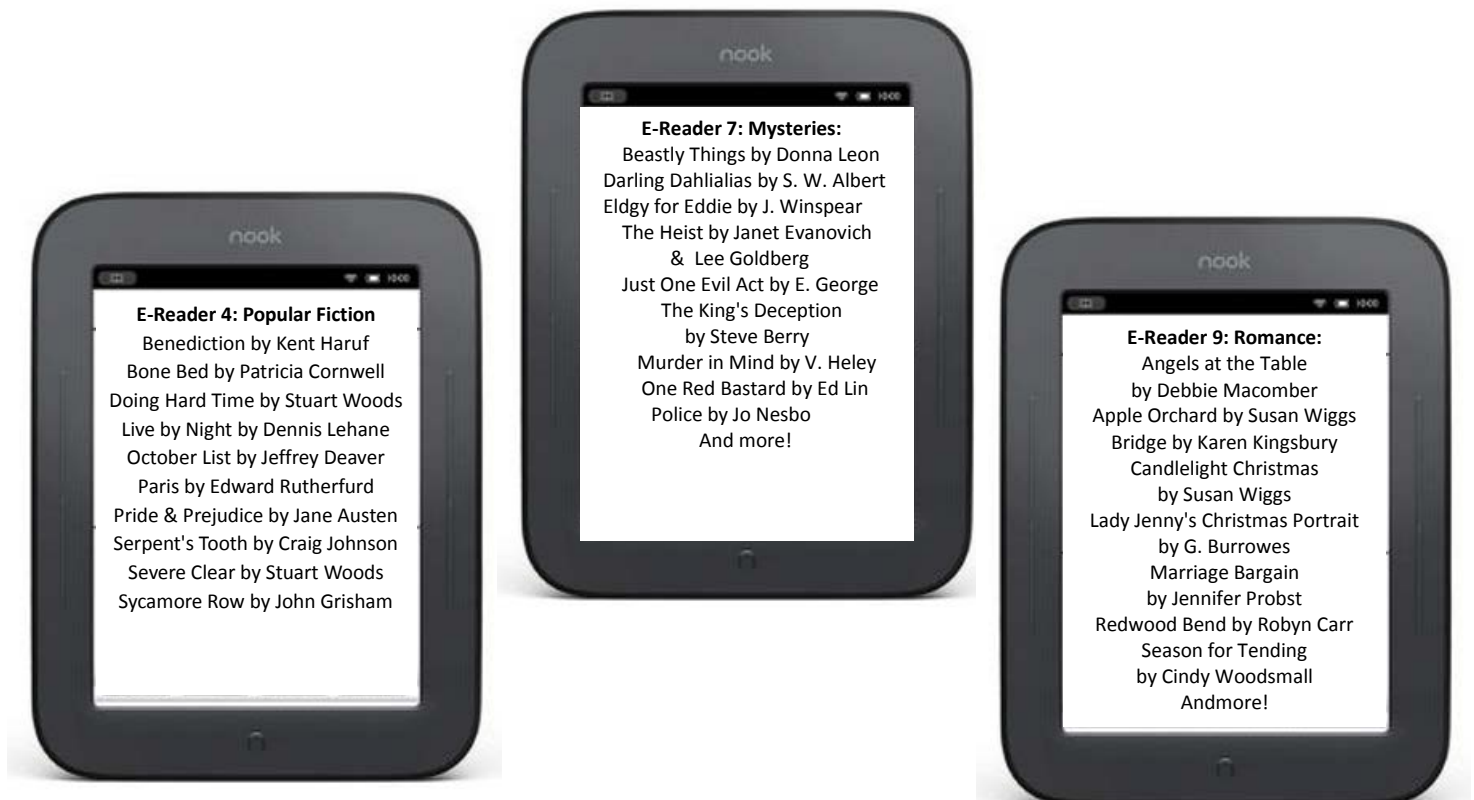 nook
10:00
E-Reader 4: Popular Fiction
Benediction by Kent Haruf
Bone Bed by Patricia Cornwell
Doing Hard Time by Stuart Woods
Live by Night by Dennis Lehane
October List by Jeffrey Deaver
Paris by Edward Rutherfurd
Pride & Prejudice by Jane Austen
Serpent's Tooth by Craig Johnson
Severe Clear by Stuart Woods
Sycamore Row by John Grisham
nook
10:00
E-Reader 7: Mysteries:
Beastly Things by Donna Leon
Darling Dahlialias by S. W. Albert
Eldgy for Eddie by J. Winspear
The Heist by Janet Evanovich
& Lee Goldberg
Just One Evil Act by E. George
The King's Deception
by Steve Berry
Murder in Mind by V. Heley
One Red Bastard by Ed Lin
Police by Jo Nesbo
And more!
nook
10:00
E-Reader 9: Romance:
Angels at the Table
by Debbie Macomber
Apple Orchard by Susan Wiggs
Bridge by Karen Kingsbury
Candlelight Christmas
by Susan Wiggs
Lady Jenny's Christmas Portrait
by G. Burrowes
Marriage Bargain
by Jennifer Probst
Redwood Bend by Robyn Carr
Season for Tending
by Cindy Woodsmall
Andmore!